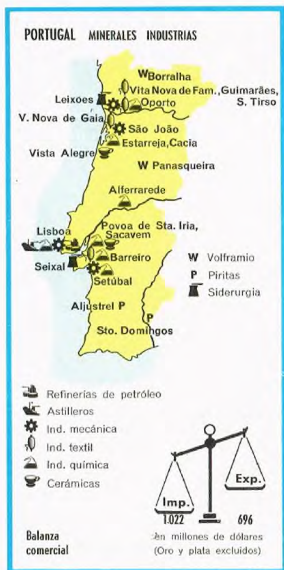 PORTUGAL MINERALES INDUSTRIAS
W Borralha
Vita Nova de Fam., Guimarães,
S. Tirso
Leixões
Oporto
V. Nova de Gaia
São João
Estarreja, Cacia
Vista Alegre
W Panasqueira
Alferrarede
Lisboa
Povoa de Sta. Iria,
Sacavem
Barreiro
Seixal
Setúbal
Aljustrel P
P
Sto. Domingos
W Volframio
P Piritas
Siderurgia
Refinerías de petróleo
Astilleros
Ind. mecánica
Ind. textil
Ind. química
Cerámicas
Imp.
Exp.
1.022 696
Balanza
comercial
en millones de dólares
(Oro y plata excluidos)